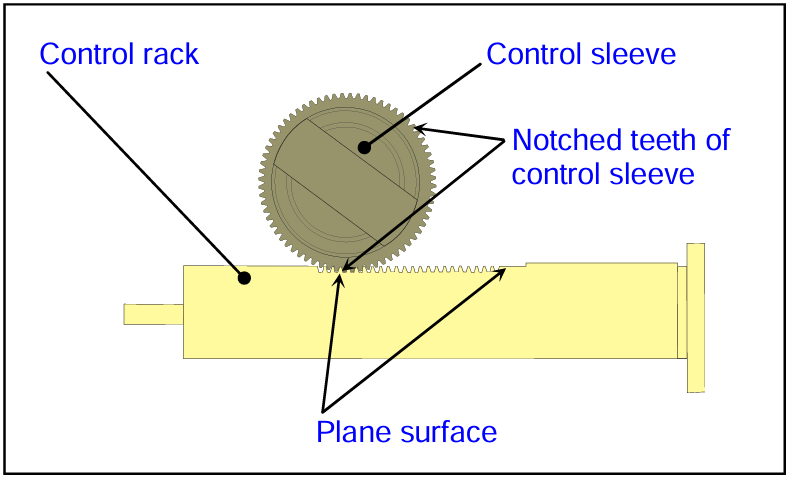 Control rack
Control sleeve
Notched teeth of
control sleeve
Plane surface